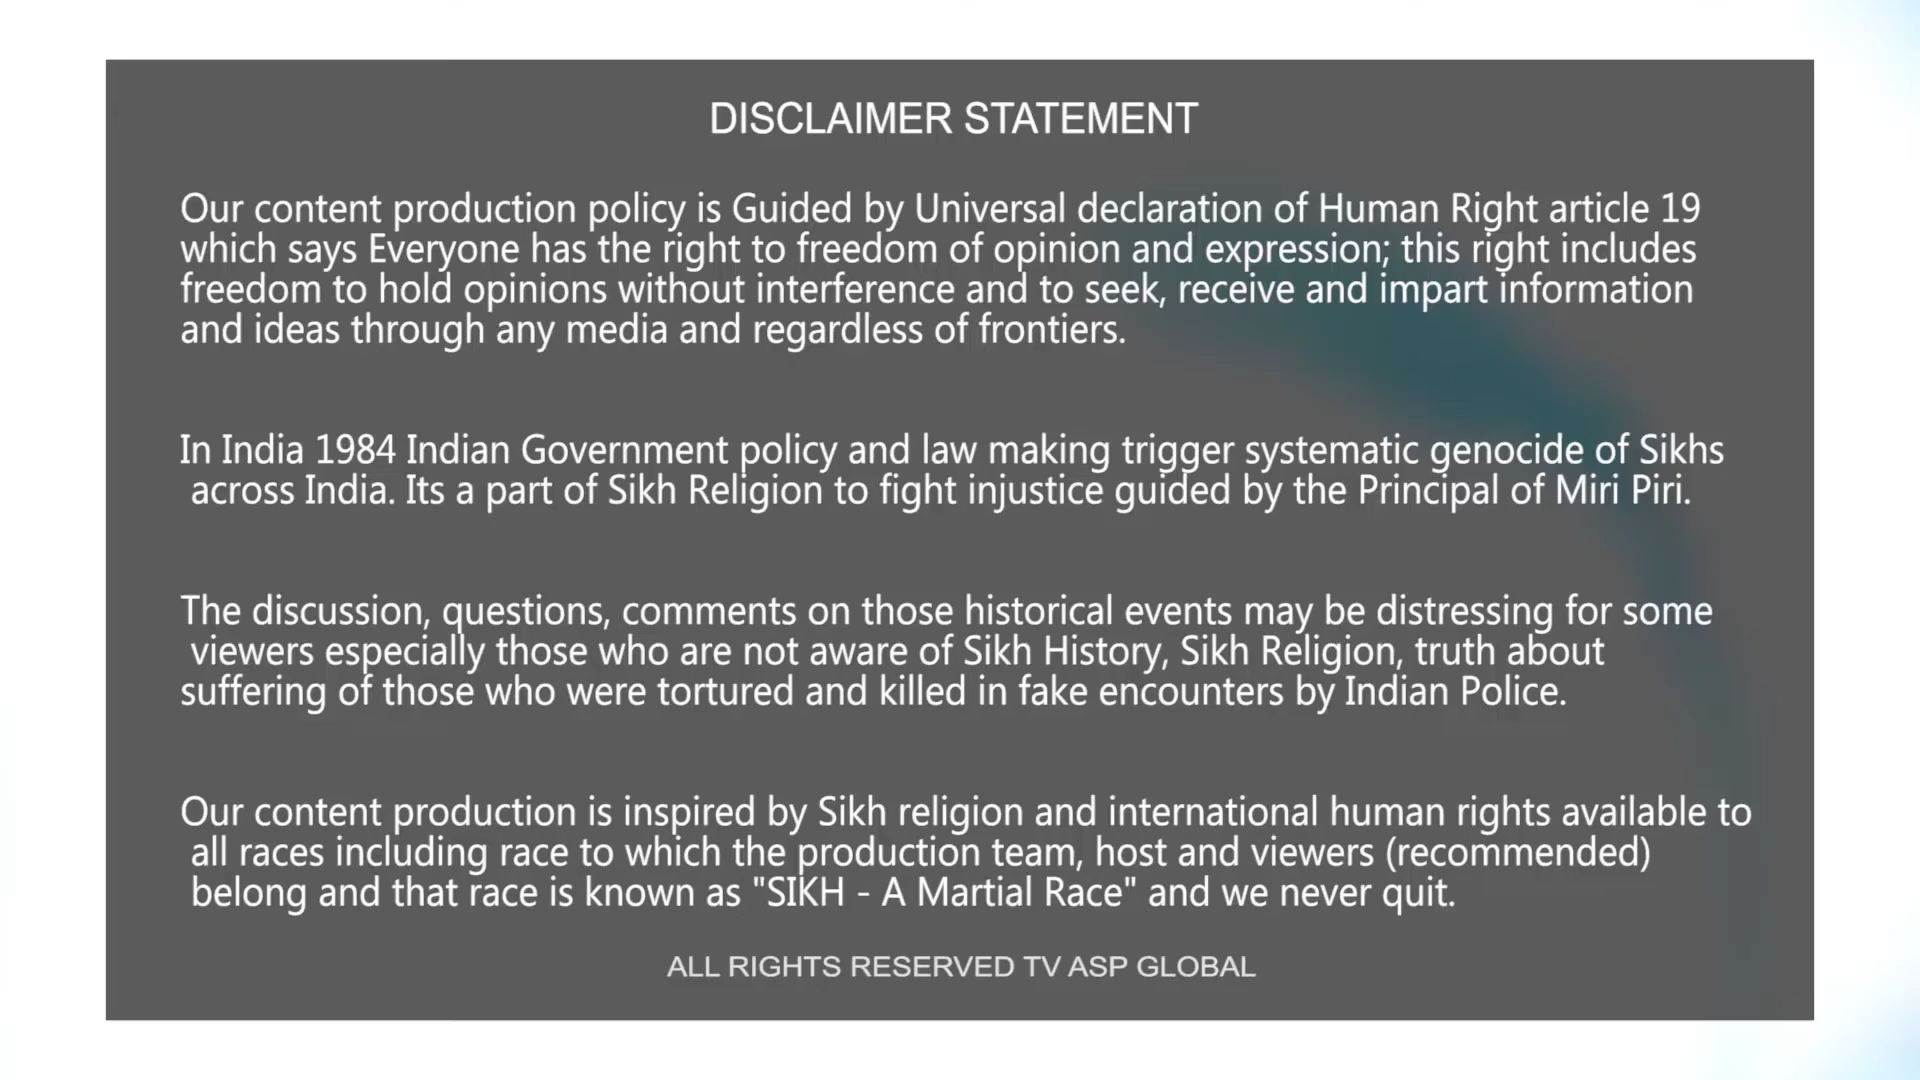 DISCLAIMER STATEMENT
Our content production policy is Guided by Universal declaration of Human Right article 19
which says Everyone has the right to freedom of opinion and expression; this right includes
freedom to hold opinions without interference and to seek, receive and impart information
and ideas through any media and regardless of frontiers.
In India 1984 Indian Government policy and law making trigger systematic genocide of Sikhs
across India. Its a part of Sikh Religion to fight injustice guided by the Principal of Miri Piri.
The discussion, questions, comments on those historical events may be distressing for some
viewers especially those who are not aware of Sikh History, Sikh Religion, truth about
suffering of those who were tortured and killed in fake encounters by Indian Police.
Our content production is inspired by Sikh religion and international human rights available to
all races including race to which the production team, host and viewers (recommended)
belong and that race is known as "SIKH - A Martial Race" and we never quit.
ALL RIGHTS RESERVED TV ASP GLOBAL